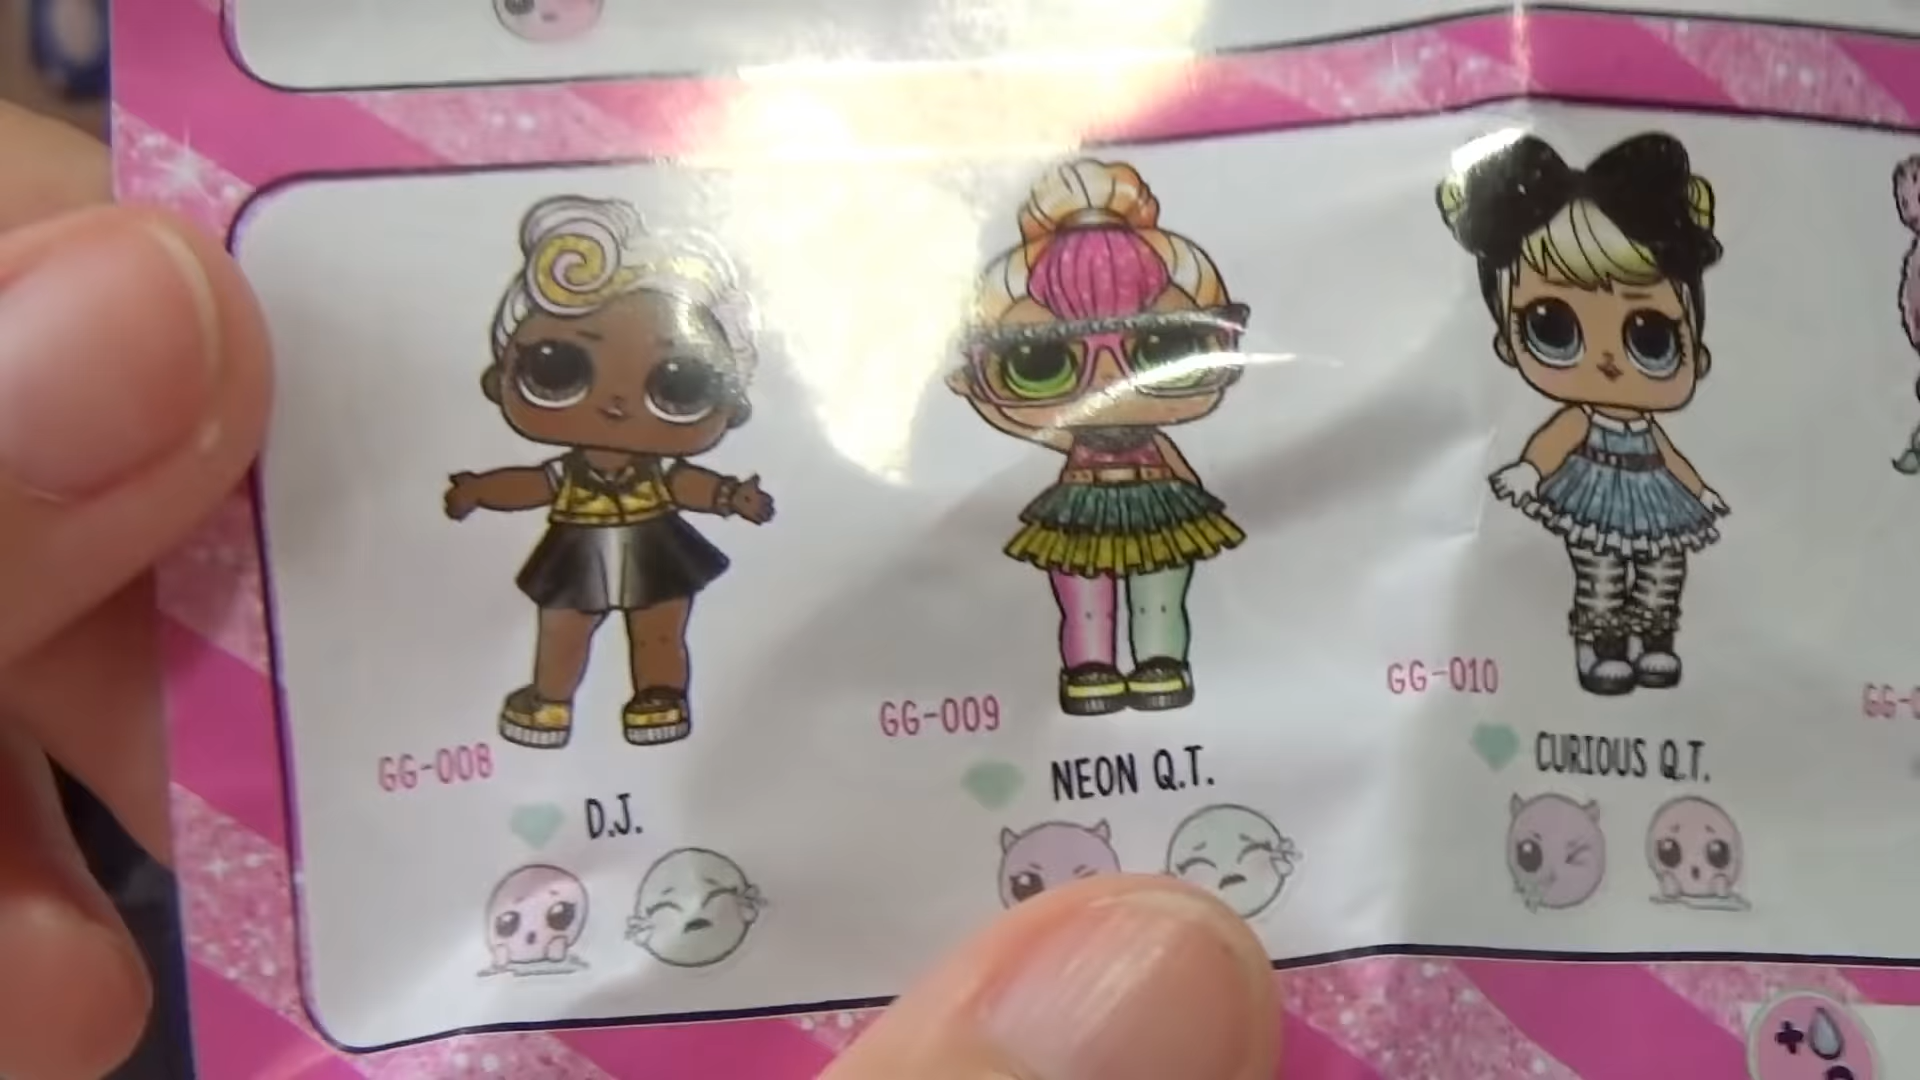 GG-008
D.J.
GG-009
NEON Q.T.
GG-010
CURIOUS Q.T.